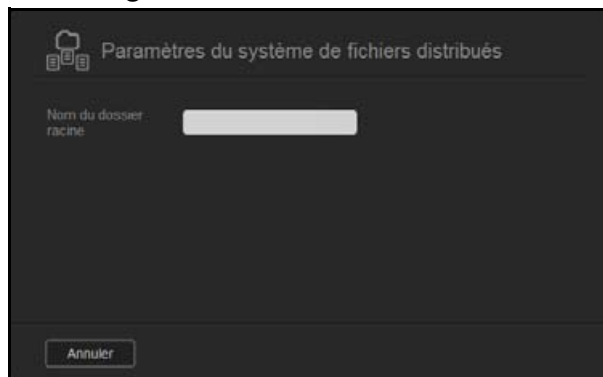 Paramètres du système de fichiers distribués
Nom du dossier
racine
Annuler